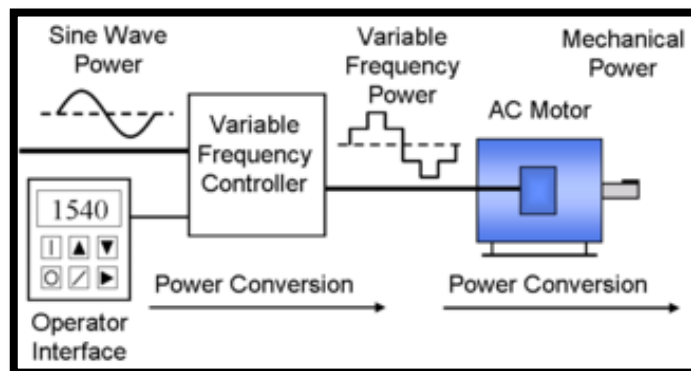 Sine Wave
Power
Variable
Frequency
Power
Mechanical
Power
AC Motor
Variable
Frequency
Controller
1540
Power Conversion
Power Conversion
Operator
Interface